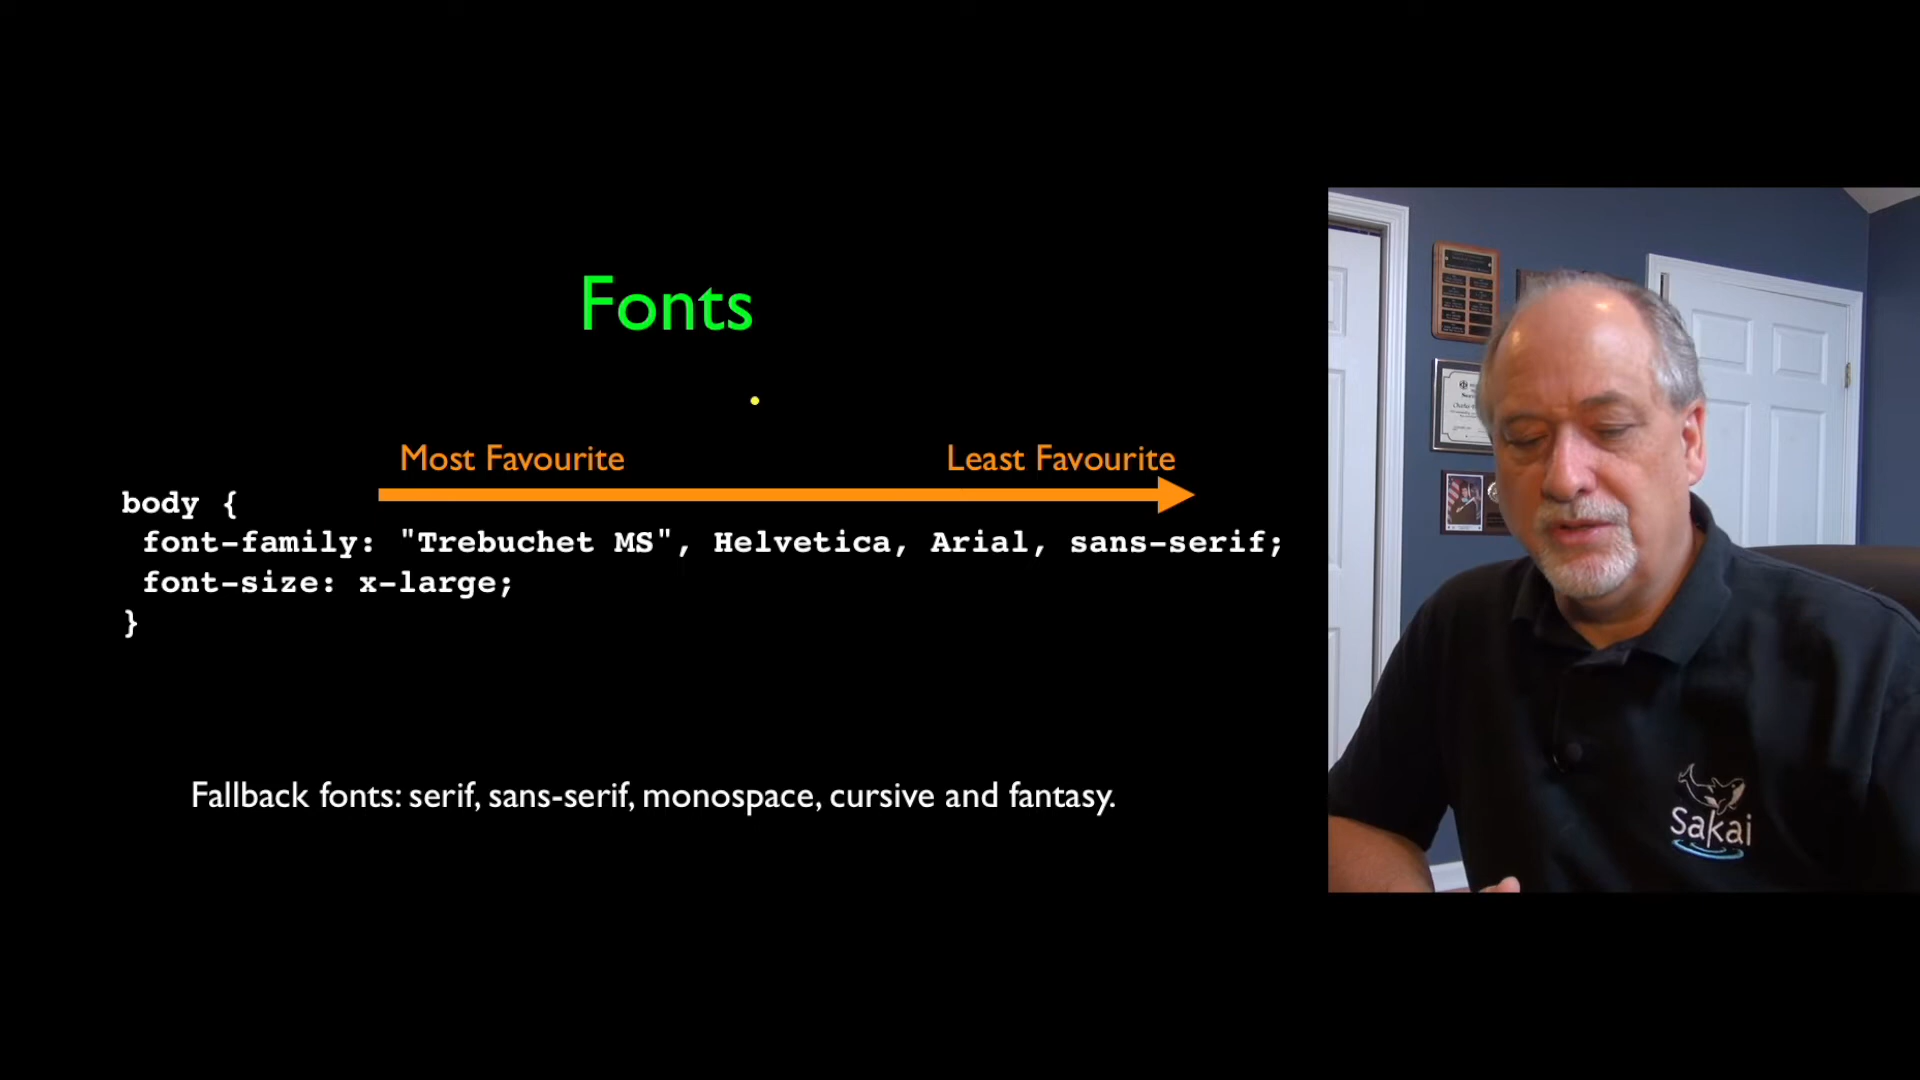 Fonts
Most Favourite Least Favourite
body {
font-family: "Trebuchet MS", Helvetica, Arial, sans-serif;
font-size: x-large;
}
Fallback fonts: serif, sans-serif, monospace, cursive and fantasy.
Sakai